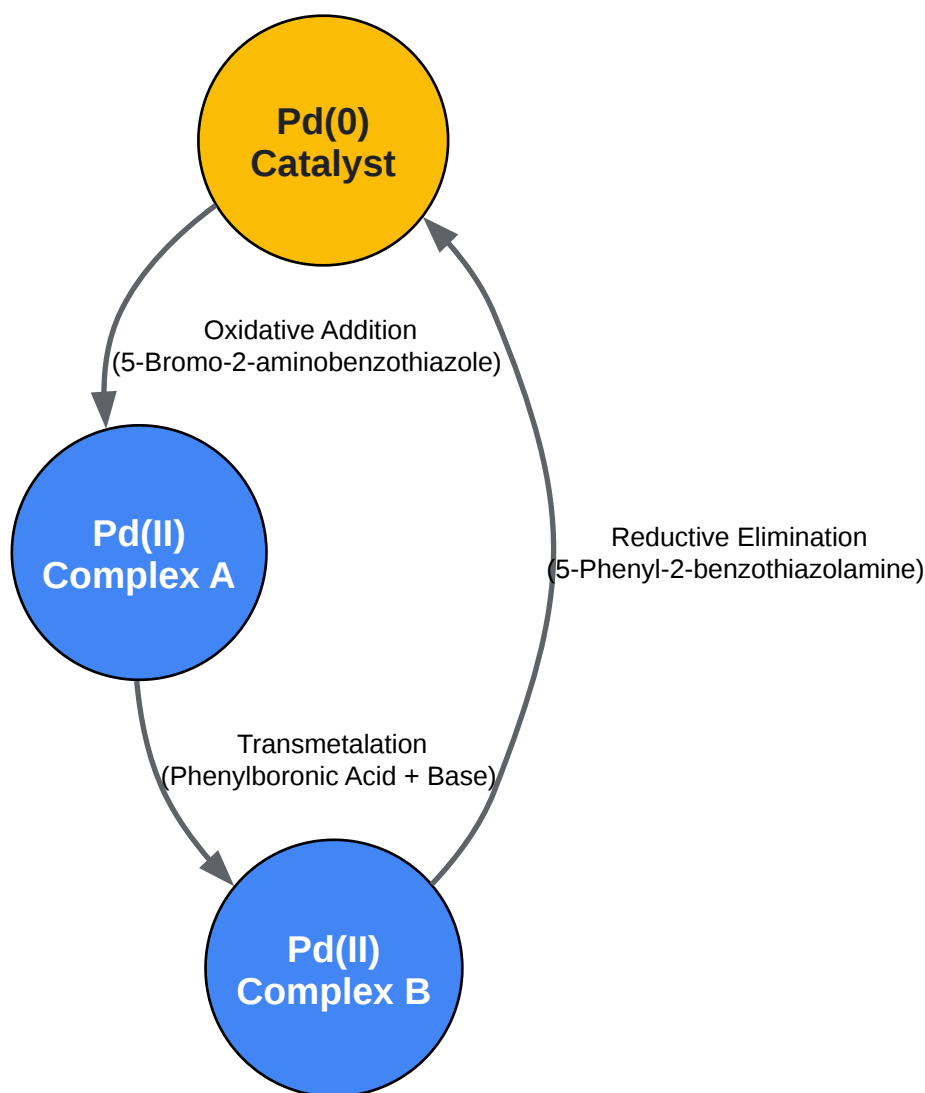 Pd(0)
Catalyst
Oxidative Addition
(5-Bromo-2-aminobenzothiazole)
Pd(II)
Complex A
Reductive Elimination
(5-Phenyl-2-benzothiazolamine)
Transmetalation
(Phenylboronic Acid + Base)
Pd(II)
Complex B